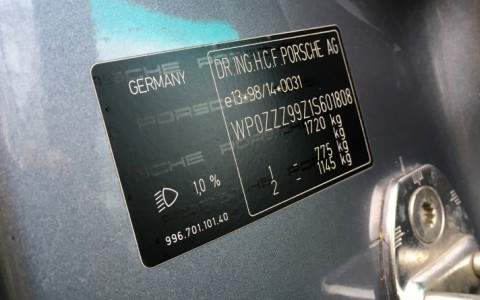 GERMANY
DR.ING.H.C.F.PORSCHE AG
e13*98/14*0031
WP0ZZZ99Z1S601808
1720 kg
1 – 775 kg
2 – 1145 kg
1,0 %
996.701.101.40